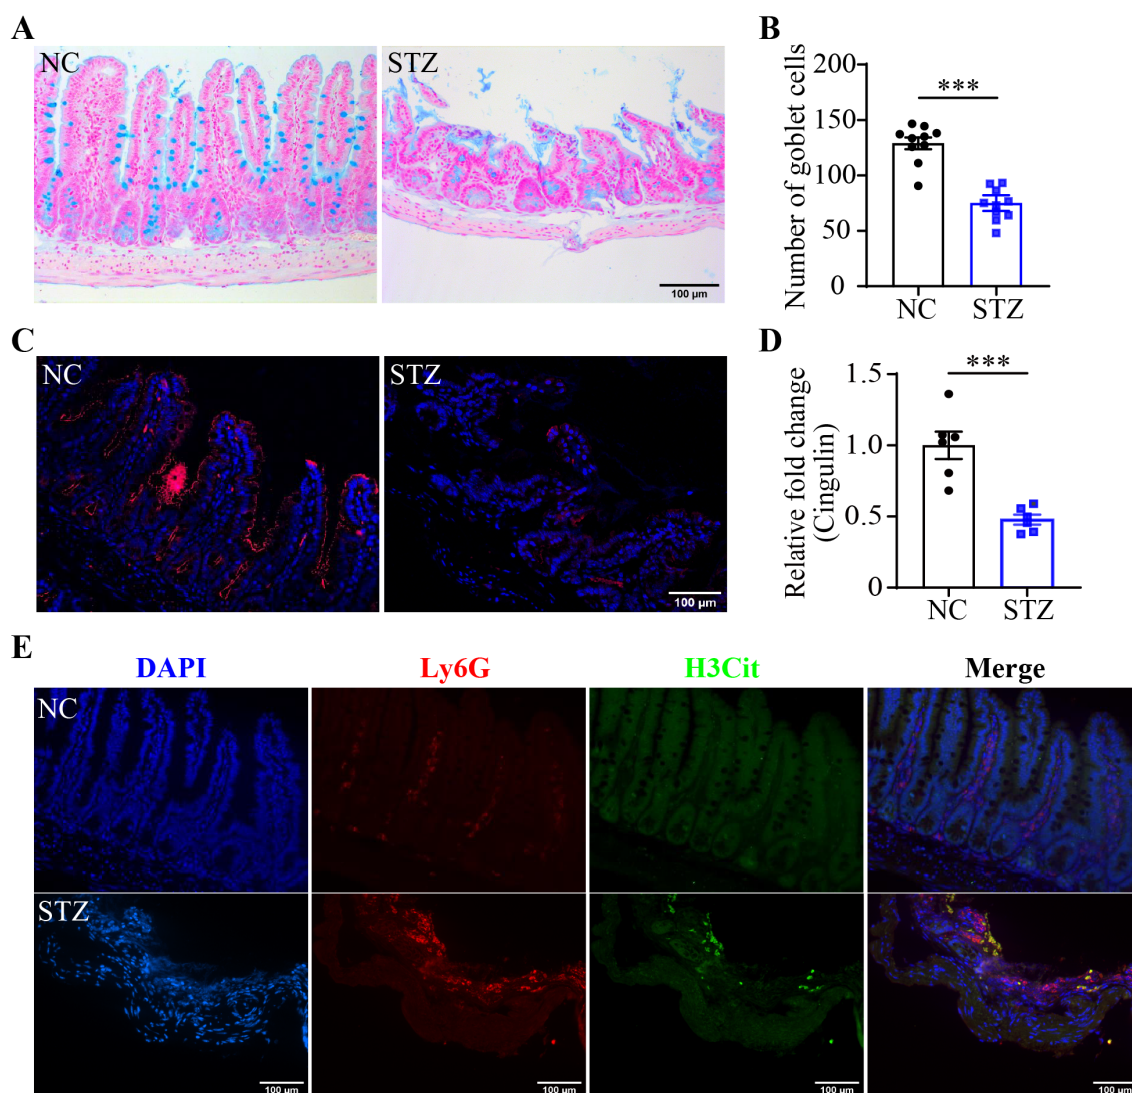 A
NC
STZ
100 µm
B
Number of goblet cells
200
150
100
50
0
***
NC
STZ
C
NC
STZ
100 µm
D
Relative fold change
(Cingulin)
1.5
1.0
0.5
0
***
NC
STZ
E
DAPI
Ly6G
H3Cit
Merge
NC
STZ
100 µm
100 µm
100 µm
100 µm